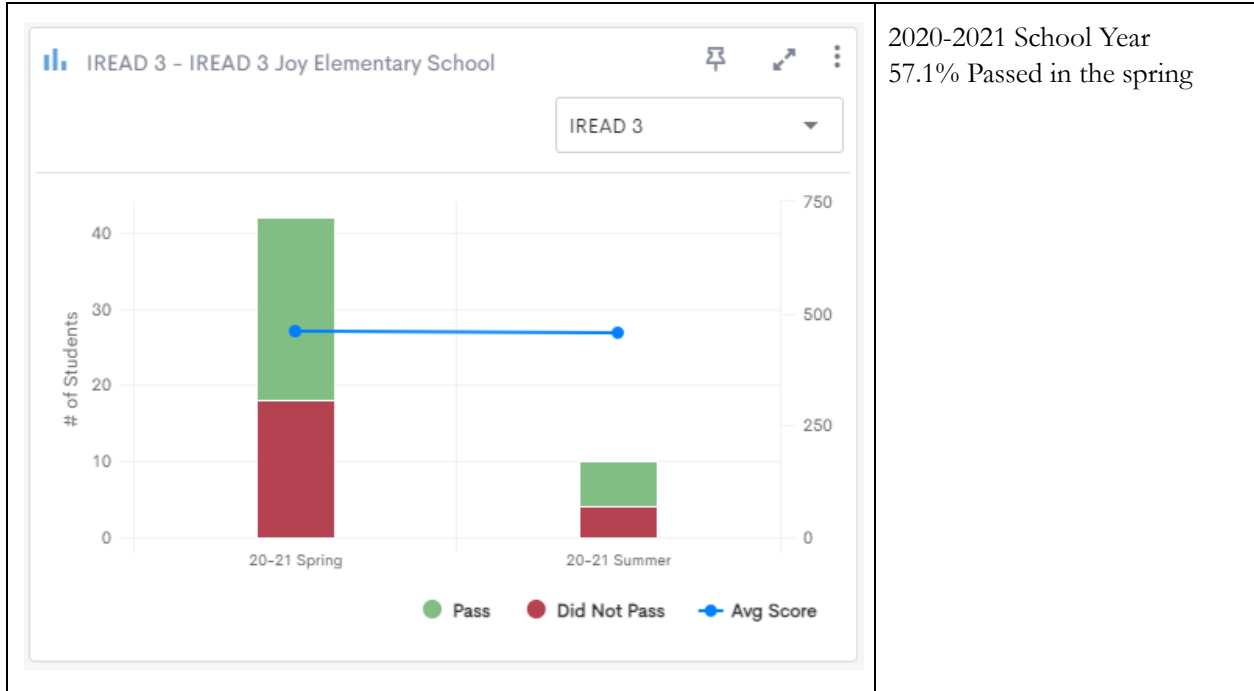 IREAD 3 - IREAD 3 Joy Elementary School
IREAD 3
# of Students
40
30
20
10
0
750
500
250
0
20-21 Spring
20-21 Summer
Pass
Did Not Pass
Avg Score
2020-2021 School Year
57.1% Passed in the spring